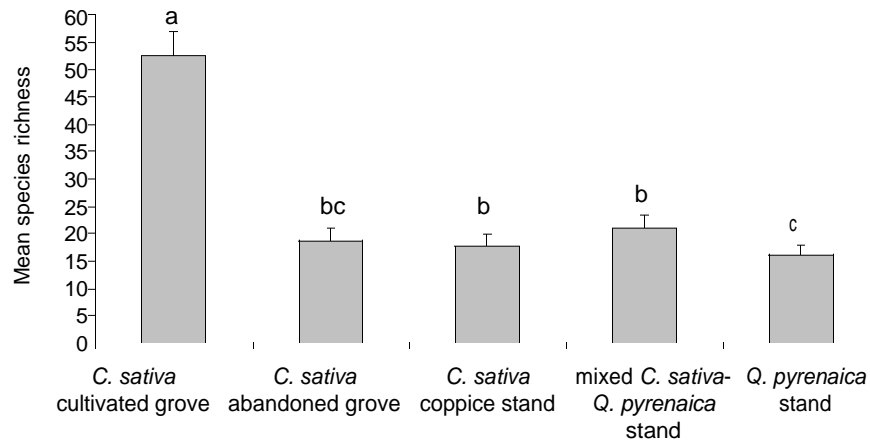 Mean species richness
60
55
50
45
40
35
30
25
20
15
10
5
0
a
bc
b
b
c
C. sativa
cultivated grove
C. sativa
abandoned grove
C. sativa
coppice stand
mixed C. sativa-
Q. pyrenaica
stand
Q. pyrenaica
stand